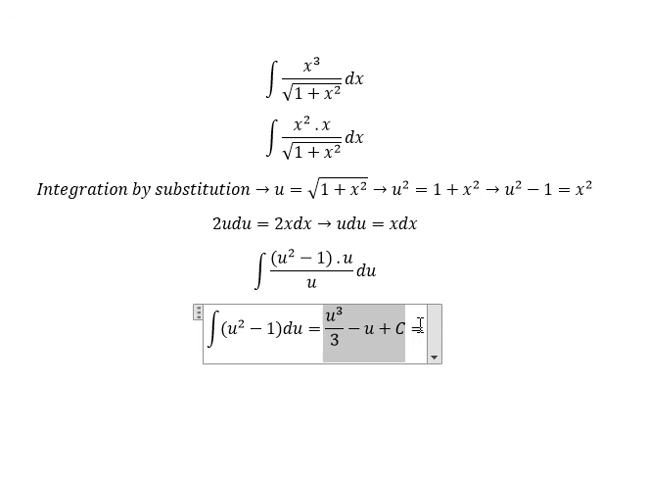 ∫ x³/√(1 + x²) dx
∫ x² . x/√(1 + x²) dx
Integration by substitution → u = √(1 + x²) → u² = 1 + x² → u² − 1 = x²
2udu = 2xdx → udu = xdx
∫ (u² − 1) . u/u du
∫(u² − 1)du = u³/3 − u + C =